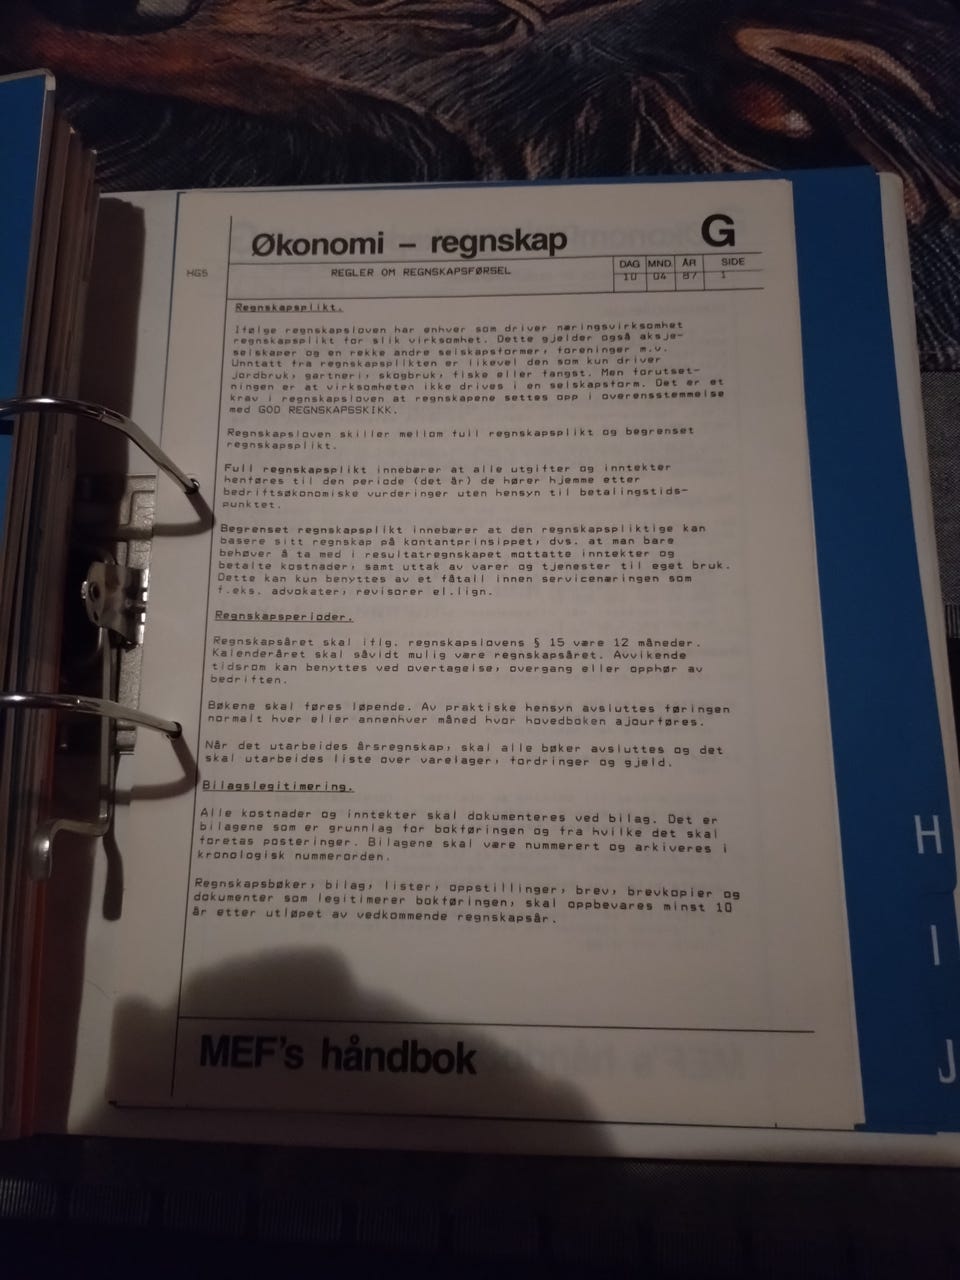 Økonomi – regnskap
G
HG5
REGLER OM REGNSKAPSFØRSEL
DAG MND. ÅR SIDE
10 04 87 1
Regnskapsplikt.
Ifølge regnskapsloven har enhver som driver næringsvirksomhet
regnskapsplikt for slik virksomhet. Dette gjelder også aksje-
selskaper og en rekke andre selskapsformer, foreninger m.v.
Unntatt fra regnskapsplikten er likevel den som kun driver
jordbruk, gartneri, skogbruk, fiske eller fangst. Men forutset-
ningen er at virksomheten ikke drives i en selskapsform. Det er et
krav i regnskapsloven at regnskapene settes opp i overensstemmelse
med GOD REGNSKAPSSKIKK.
Regnskapsloven skiller mellom full regnskapsplikt og begrenset
regnskapsplikt.
Full regnskapsplikt innebærer at alle utgifter og inntekter
henføres til den periode (det år) de hører hjemme etter
bedriftsøkonomiske vurderinger uten hensyn til betalingstids-
punktet.
Begrenset regnskapsplikt innebærer at den regnskapspliktige kan
basere sitt regnskap på kontantprinsippet, dvs. at man bare
behøver å ta med i resultatregnskapet mottatte inntekter og
betalte kostnader, samt uttak av varer og tjenester til eget bruk.
Dette kan kun benyttes av et fåtall innen servicenæringen som
f.eks. advokater, revisorer el.lign.
Regnskapsperioder.
Regnskapsåret skal iflg. regnskapslovens § 15 være 12 måneder.
Kalenderåret skal såvidt mulig være regnskapsåret. Avvikende
tidsrom kan benyttes ved overtagelse, overgang eller opphør av
bedriften.
Bøkene skal føres løpende. Av praktiske hensyn avsluttes føringen
normalt hver eller annenhver måned hvor hovedboken ajourføres.
Når det utarbeides årsregnskap, skal alle bøker avsluttes og det
skal utarbeides liste over varelager, fordringer og gjeld.
Bilagslegitimering.
Alle kostnader og inntekter skal dokumenteres ved bilag. Det er
bilagene som er grunnlag for bokføringen og fra hvilke det skal
foretas posteringer. Bilagene skal være nummerert og arkiveres i
kronologisk nummerorden.
Regnskapsbøker, bilag, lister, oppstillinger, brev, brevkopier og
dokumenter som legitimerer bokføringen, skal oppbevares minst 10
år etter utløpet av vedkommende regnskapsår.
MEF's håndbok
H
I
J